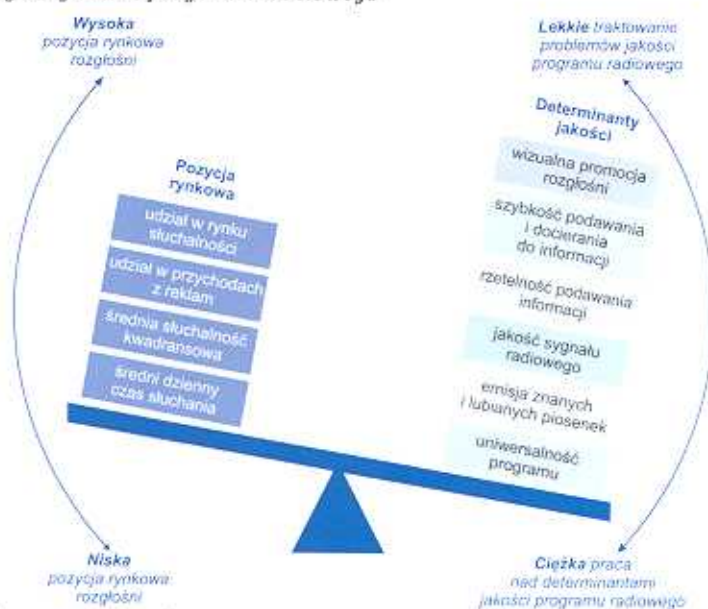 Wysoka
pozycja rynkowa
rozgłośni
Lekkie traktowanie
problemów jakości
programu radiowego
Determinanty
jakości
wizualna promocja
rozgłośni
szybkość podawania
i docierania
do informacji
rzetelność podawania
informacji
jakość sygnału
radiowego
emisja znanych
i lubianych piosenek
uniwersalność
programu
Pozycja
rynkowa
udział w rynku
słuchalności
udział w przychodach
z reklam
średnia słuchalność
kwadransowa
średni dzienny
czas słuchania
Niska
pozycja rynkowa
rozgłośni
Ciężka praca
nad determinantami
jakości programu radiowego